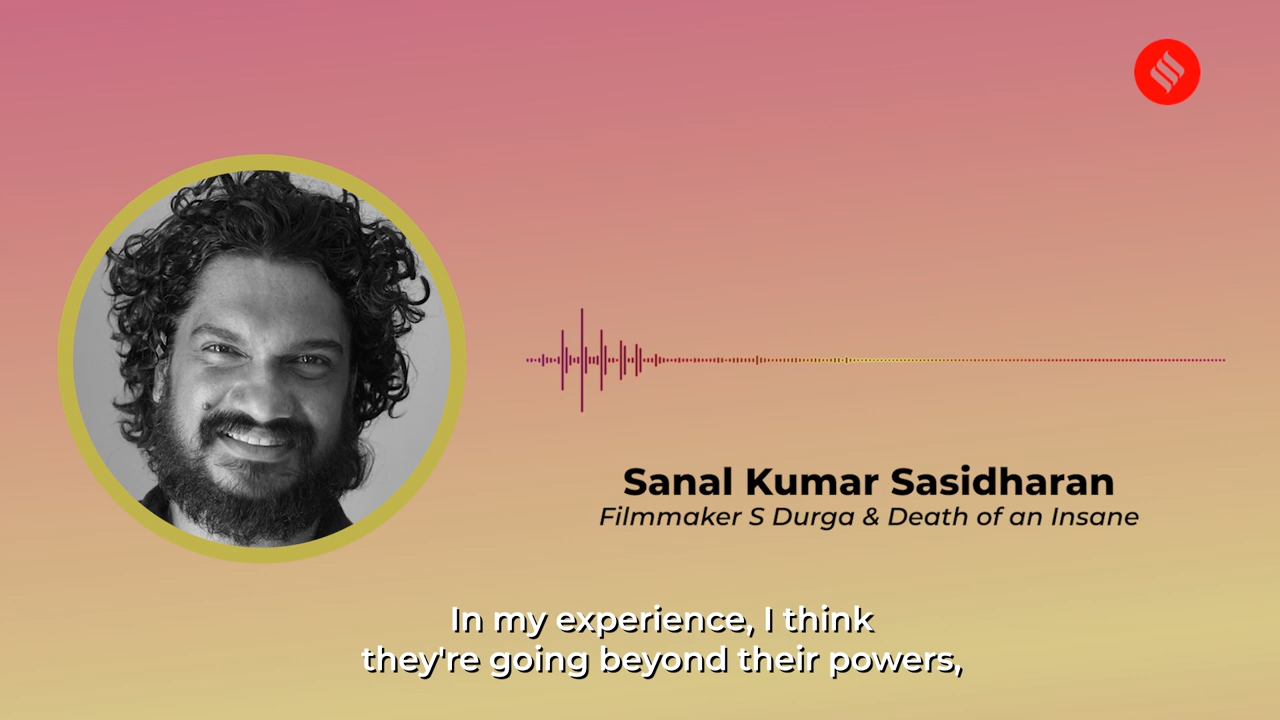 Sanal Kumar Sasidharan
Filmmaker S Durga & Death of an Insane
In my experience, I think
they're going beyond their powers,